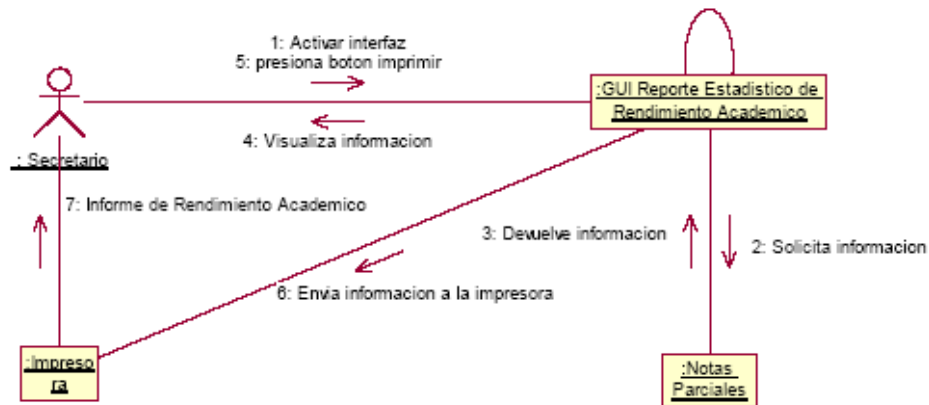 1: Activar interfaz
5: presiona boton imprimir
:GUI Reporte Estadistico de
Rendimiento Academico
4: Visualiza informacion
: Secretario
7: Informe de Rendimiento Academico
3: Devuelve informacion
2: Solicita informacion
6: Envia informacion a la impresora
:Impreso
ra
:Notas
Parciales